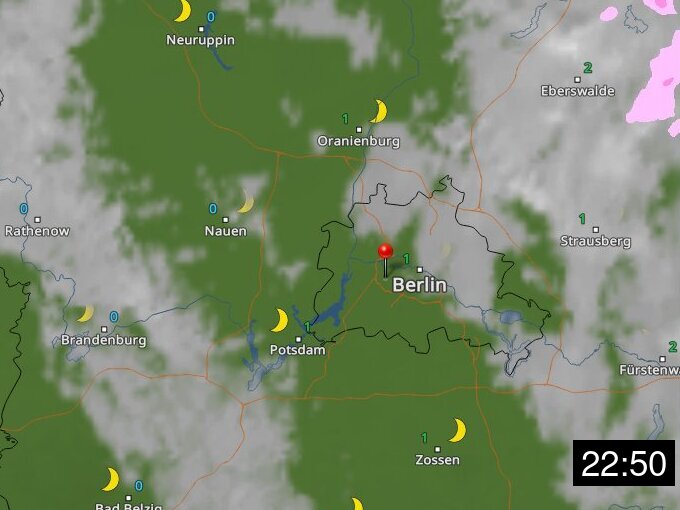 0
Neuruppin
2
Eberswalde
1
Oranienburg
0
Rathenow
0
Nauen
1
Strausberg
1
Berlin
0
Brandenburg
1
Potsdam
2
Fürstenwa
1
Zossen
22:50
0
Bad Belzig